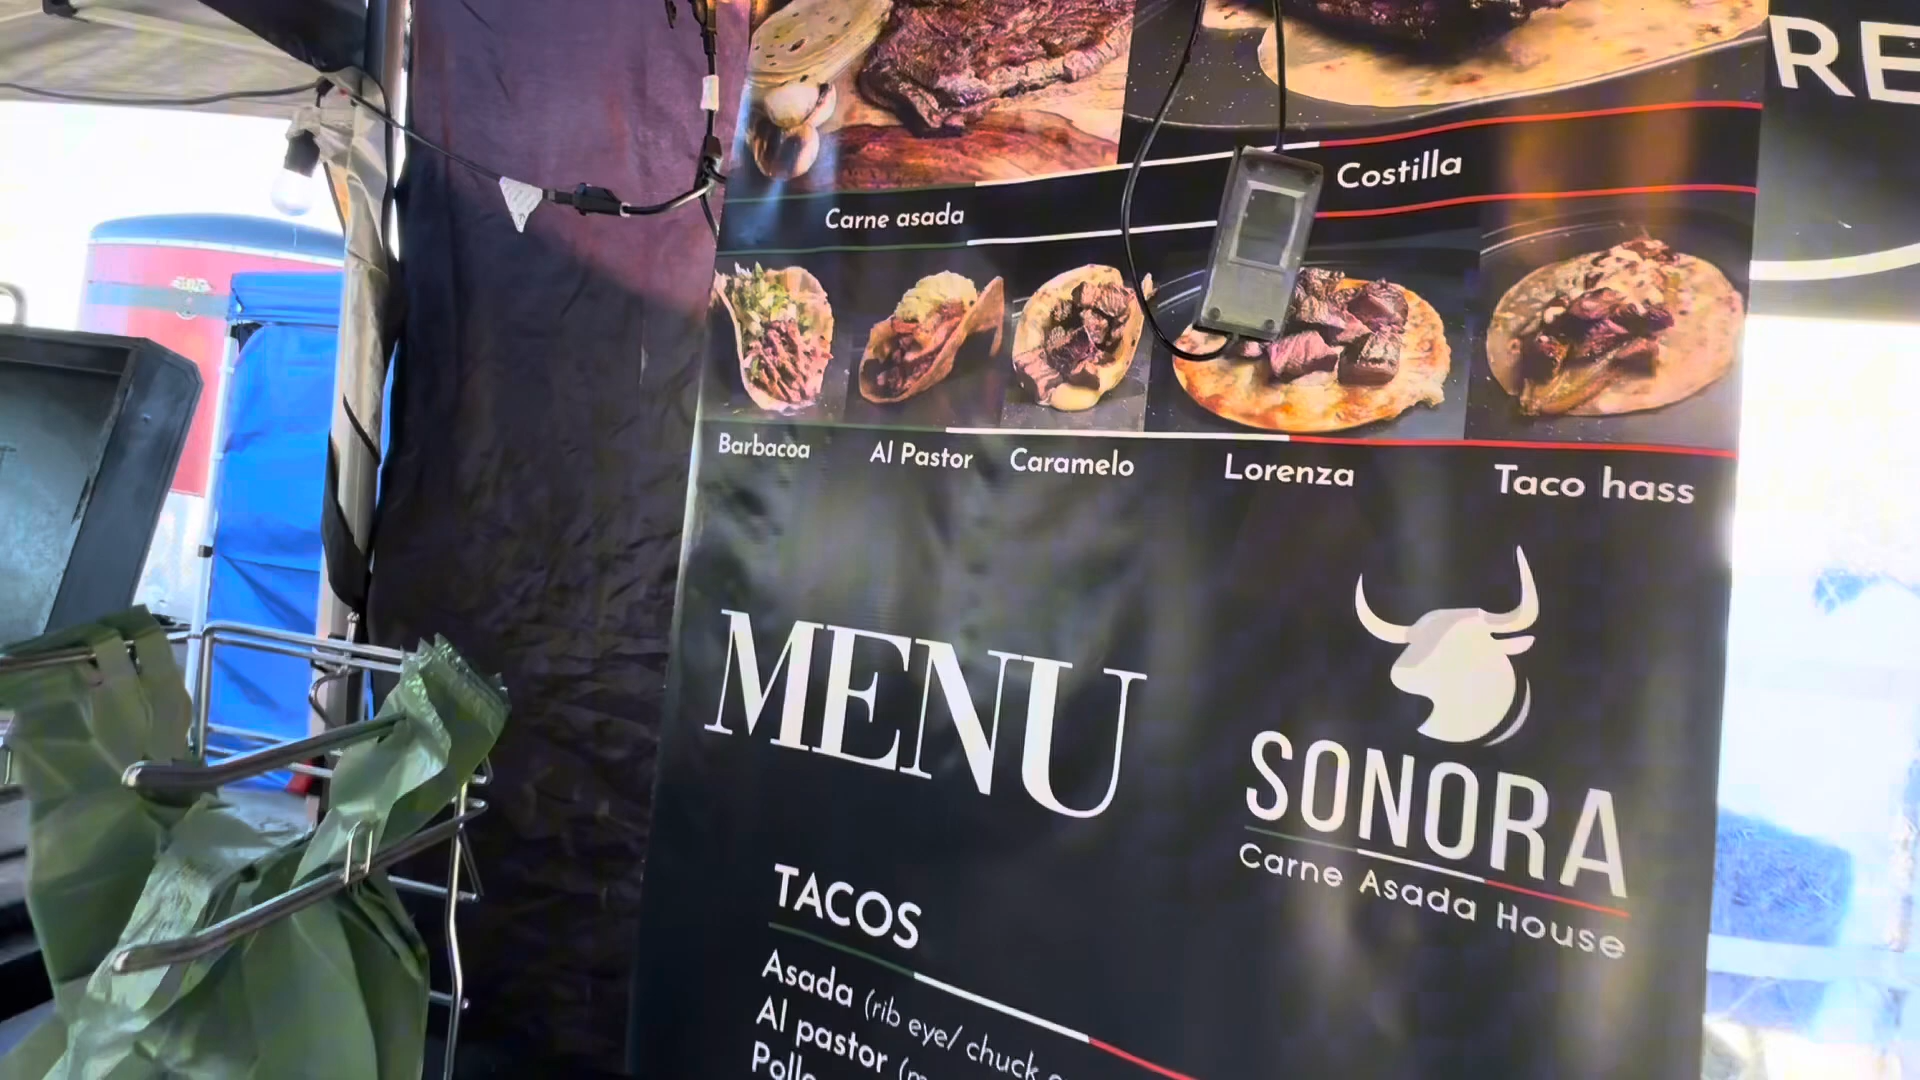 RE
Costilla
Carne asada
Barbacoa
Al Pastor
Caramelo
Lorenza
Taco hass
MENU
SONORA
Carne Asada House
TACOS
Asada (rib eye/ chuck
Al pastor